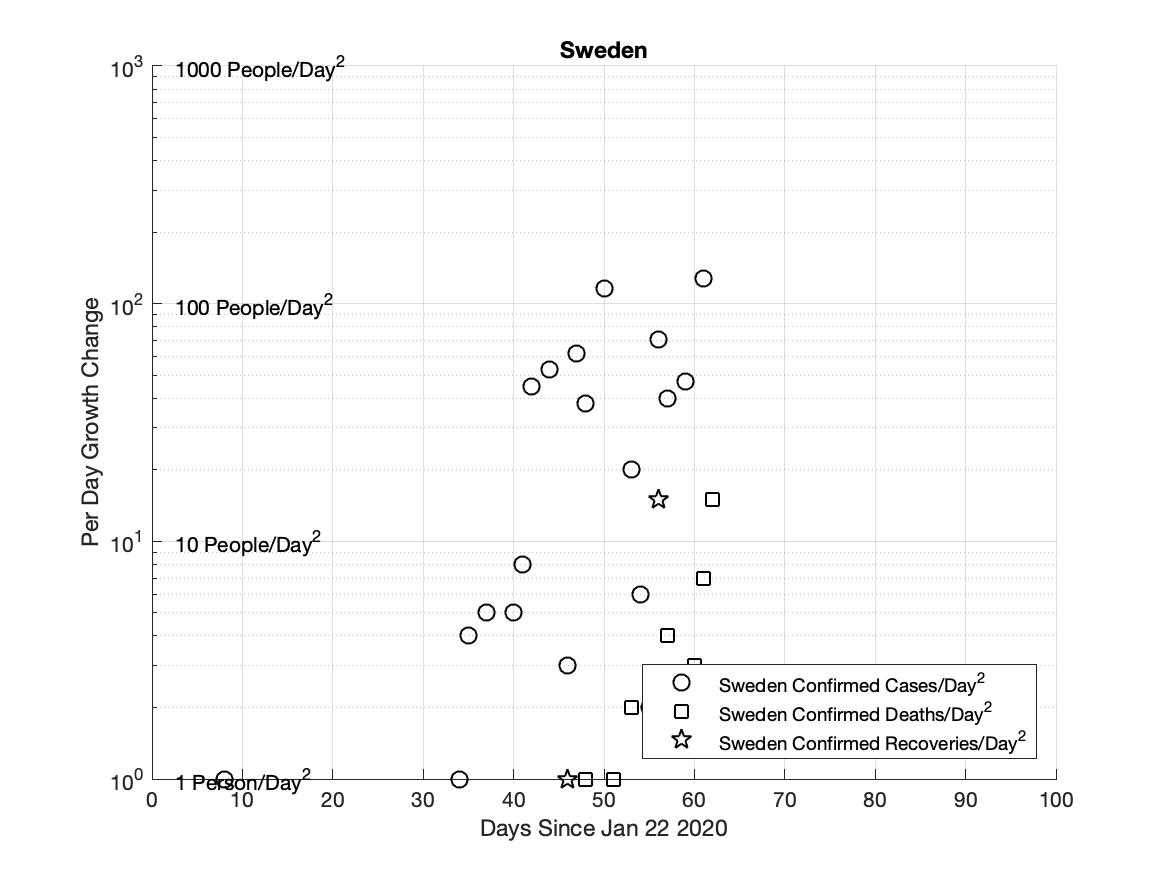 Sweden
10³
1000 People/Day²
10²
100 People/Day²
Per Day Growth Change
10¹
10 People/Day²
Sweden Confirmed Cases/Day²
Sweden Confirmed Deaths/Day²
Sweden Confirmed Recoveries/Day²
10⁰
1 Person/Day²
0 10 20 30 40 50 60 70 80 90 100
Days Since Jan 22 2020